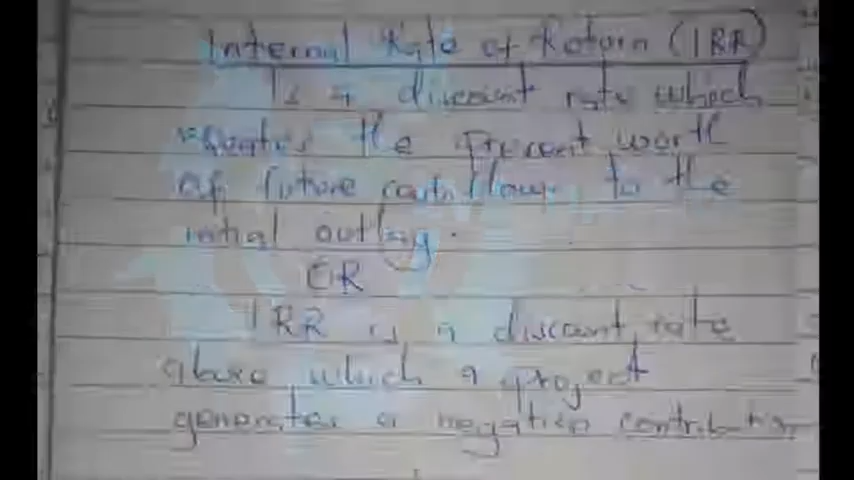 Internal Rate of Return (IRR)
Is a discount rate which
equates the present worth
of future cash flows to the
initial outlay.
OR
IRR is a discount rate
above which a project
generates a negative contribution